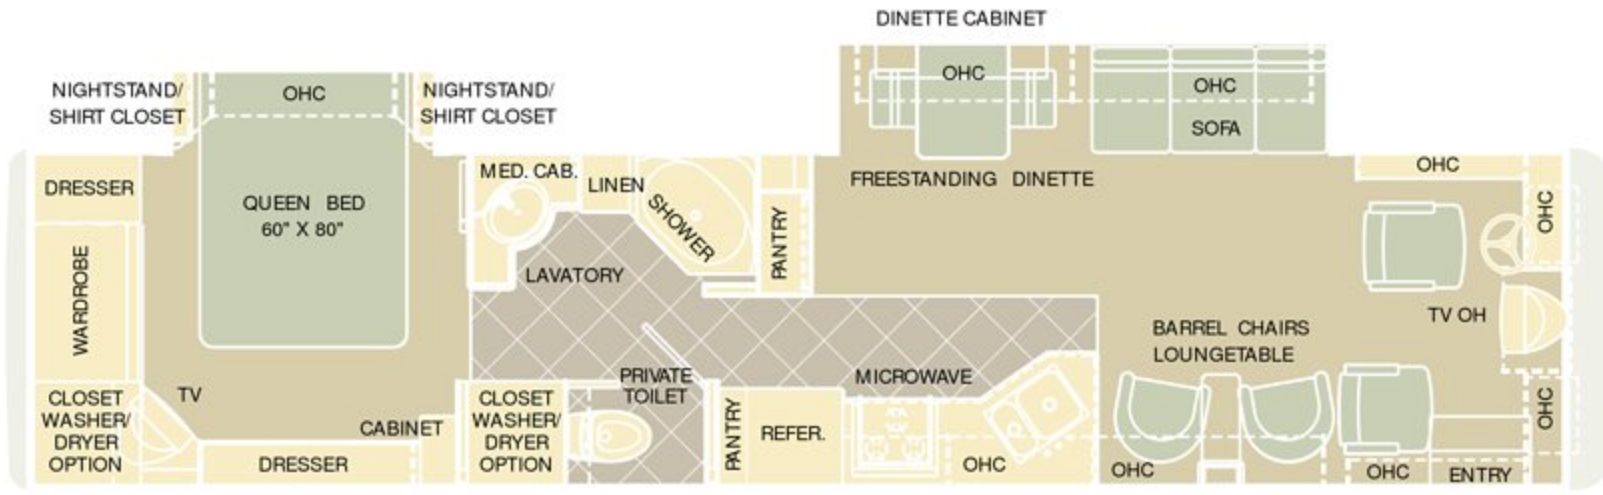 DINETTE CABINET
NIGHTSTAND/
SHIRT CLOSET
OHC
NIGHTSTAND/
SHIRT CLOSET
OHC
OHC
SOFA
DRESSER
QUEEN BED
60" X 80"
MED. CAB.
LINEN
SHOWER
FREESTANDING DINETTE
OHC
OHC
WARDROBE
LAVATORY
PANTRY
TV OH
BARREL CHAIRS
LOUNGETABLE
TV
CLOSET
WASHER/
DRYER
OPTION
CABINET
DRESSER
CLOSET
WASHER/
DRYER
OPTION
PRIVATE
TOILET
PANTRY
REFER.
MICROWAVE
OHC
OHC
OHC
ENTRY
OHC